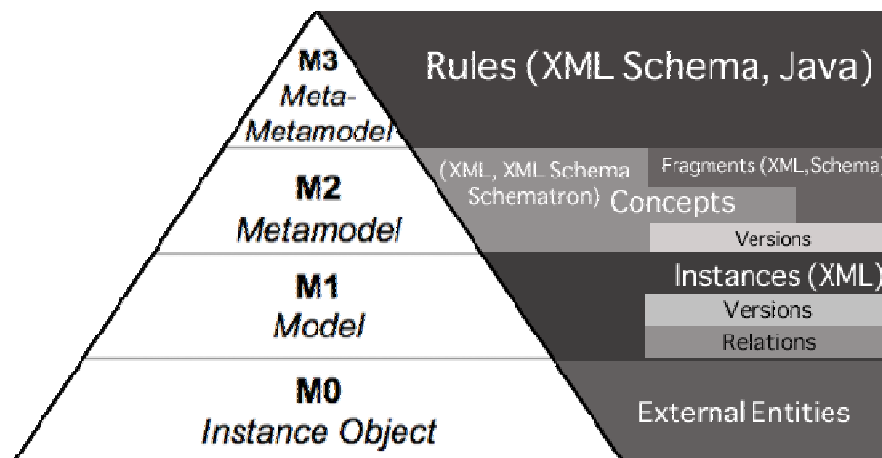 M3
Meta-
Metamodel
Rules (XML Schema, Java)
M2
Metamodel
(XML, XML Schema
Schematron)
Concepts
Fragments (XML,Schema)
Versions
M1
Model
Instances (XML)
Versions
Relations
M0
Instance Object
External Entities